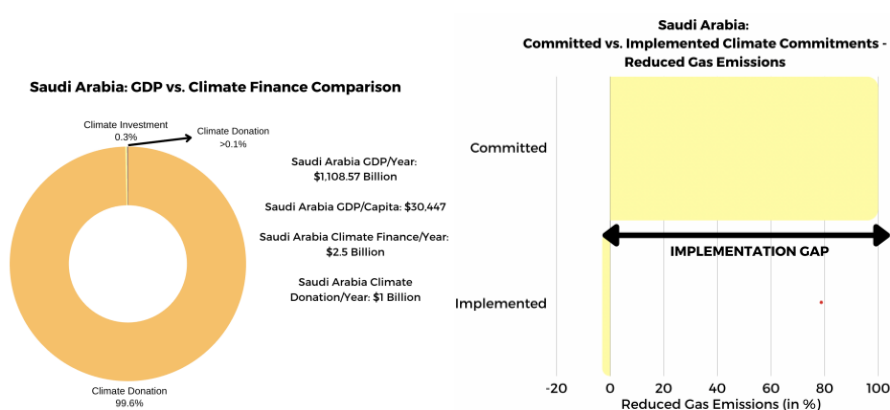 Saudi Arabia: GDP vs. Climate Finance Comparison
Climate Investment
0.3%
Climate Donation
>0.1%
Saudi Arabia GDP/Year:
$1,108.57 Billion
Saudi Arabia GDP/Capita: $30,447
Saudi Arabia Climate Finance/Year:
$2.5 Billion
Saudi Arabia Climate
Donation/Year: $1 Billion
Climate Donation
99.6%
Saudi Arabia:
Committed vs. Implemented Climate Commitments -
Reduced Gas Emissions
Committed
IMPLEMENTATION GAP
Implemented
-20 0 20 40 60 80 100
Reduced Gas Emissions (in %)